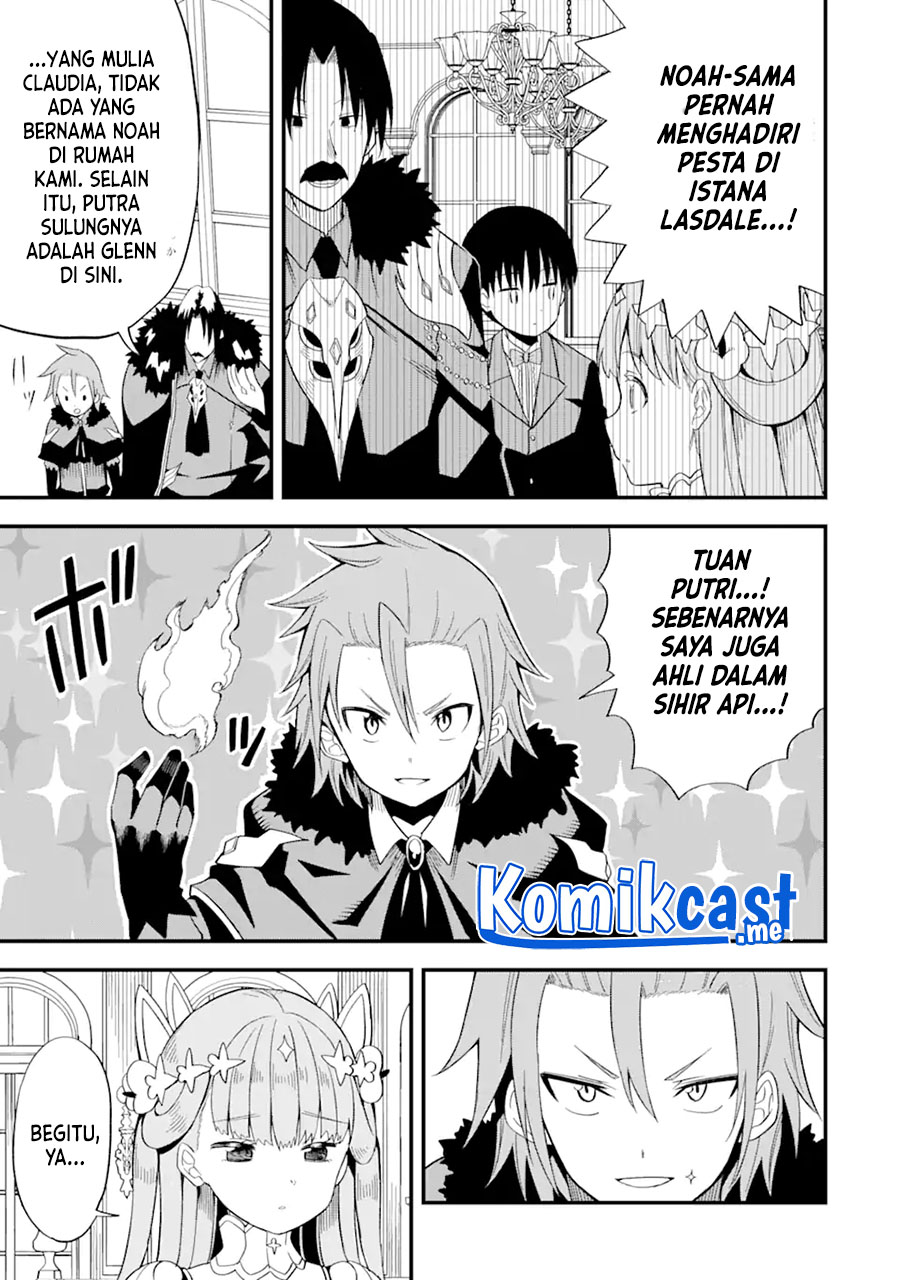 NOAH-SAMA
PERNAH
MENGHADIRI
PESTA DI
ISTANA
LASDALE...!
...YANG MULIA
CLAUDIA, TIDAK
ADA YANG
BERNAMA NOAH
DI RUMAH
KAMI. SELAIN
ITU, PUTRA
SULUNGNYA
ADALAH GLENN
DI SINI.
か
TUAN
PUTRI...!
SEBENARNYA
SAYA JUGA
AHLI DALAM
SIHIR API...!
ボッ
Komikcast
.me
BEGITU,
YA...